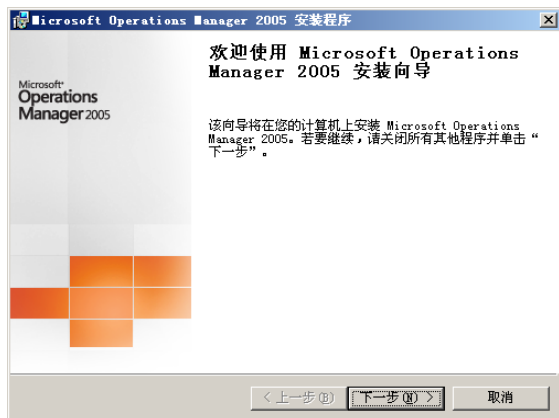 Microsoft Operations Manager 2005 安装程序
欢迎使用 Microsoft Operations
Manager 2005 安装向导
Microsoft
Operations
Manager 2005
该向导将在您的计算机上安装 Microsoft Operations
Manager 2005。若要继续，请关闭所有其他程序并单击“
下一步”。
< 上一步(B)
下一步(N) >
取消